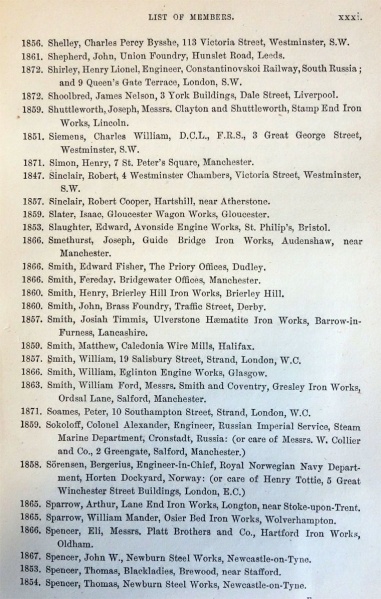 LIST OF MEMBERS. xxxi.
1856. Shelley, Charles Percy Bysshe, 113 Victoria Street, Westminster, S.W.
1861. Shepherd, John, Union Foundry, Hunslet Road, Leeds.
1872. Shirley, Henry Lionel, Engineer, Constantinovskoi Railway, South Russia;
and 9 Queen's Gate Terrace, London, S.W.
1872. Shoolbred, James Nelson, 3 York Buildings, Dale Street, Liverpool.
1859. Shuttleworth, Joseph, Messrs. Clayton and Shuttleworth, Stamp End Iron
Works, Lincoln.
1851. Siemens, Charles William, D.C.L., F.R.S., 3 Great George Street,
Westminster, S.W.
1871. Simon, Henry, 7 St. Peter's Square, Manchester.
1847. Sinclair, Robert, 4 Westminster Chambers, Victoria Street, Westminster,
S.W.
1857. Sinclair, Robert Cooper, Hartshill, near Atherstone.
1859. Slater, Isaac, Gloucester Wagon Works, Gloucester.
1853. Slaughter, Edward, Avonside Engine Works, St. Philip's, Bristol.
1866. Smethurst, Joseph, Guide Bridge Iron Works, Audenshaw, near
Manchester.
1866. Smith, Edward Fisher, The Priory Offices, Dudley.
1866. Smith, Fereday, Bridgewater Offices, Manchester.
1860. Smith, Henry, Brierley Hill Iron Works, Brierley Hill.
1860. Smith, John, Brass Foundry, Traffic Street, Derby.
1857. Smith, Josiah Timmis, Ulverstone Hæmatite Iron Works, Barrow-in-
Furness, Lancashire.
1859. Smith, Matthew, Caledonia Wire Mills, Halifax.
1857. Smith, William, 19 Salisbury Street, Strand, London, W.C.
1866. Smith, William, Eglinton Engine Works, Glasgow.
1863. Smith, William Ford, Messrs. Smith and Coventry, Gresley Iron Works,
Ordsal Lane, Salford, Manchester.
1871. Soames, Peter, 10 Southampton Street, Strand, London, W.C.
1859. Sokoloff, Colonel Alexander, Engineer, Russian Imperial Service, Steam
Marine Department, Cronstadt, Russia: (or care of Messrs. W. Collier
and Co., 2 Greengate, Salford, Manchester.)
1858. Sörensen, Bergerius, Engineer-in-Chief, Royal Norwegian Navy Depart-
ment, Horten Dockyard, Norway: (or care of Henry Tottie, 5 Great
Winchester Street Buildings, London, E.C.)
1865. Sparrow, Arthur, Lane End Iron Works, Longton, near Stoke-upon-Trent.
1865. Sparrow, William Mander, Osier Bed Iron Works, Wolverhampton.
1866. Spencer, Eli, Messrs. Platt Brothers and Co., Hartford Iron Works,
Oldham.
1867. Spencer, John W., Newburn Steel Works, Newcastle-on-Tyne.
1853. Spencer, Thomas, Blackladies, Brewood, near Stafford.
1854. Spencer, Thomas, Newburn Steel Works, Newcastle-on-Tyne.